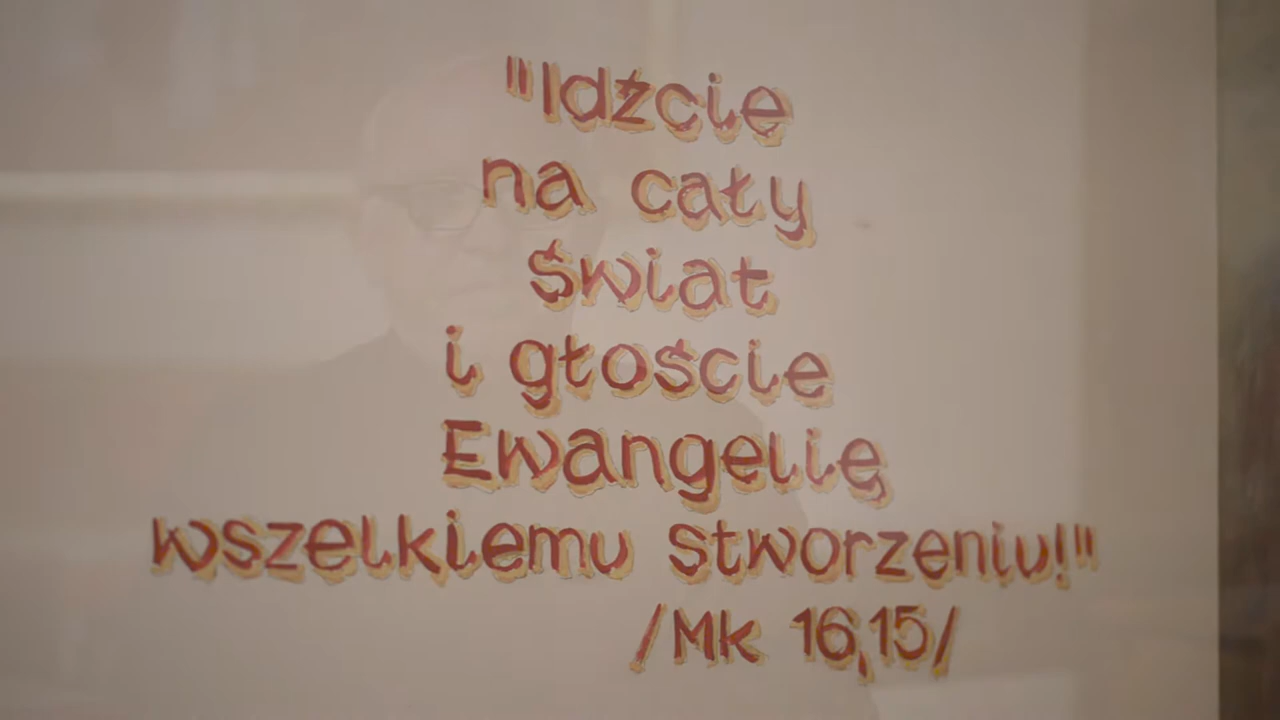 "Idźcie
na cały
świat
i głoście
Ewangelię
wszelkiemu stworzeniu!"
/Mk 16,15/